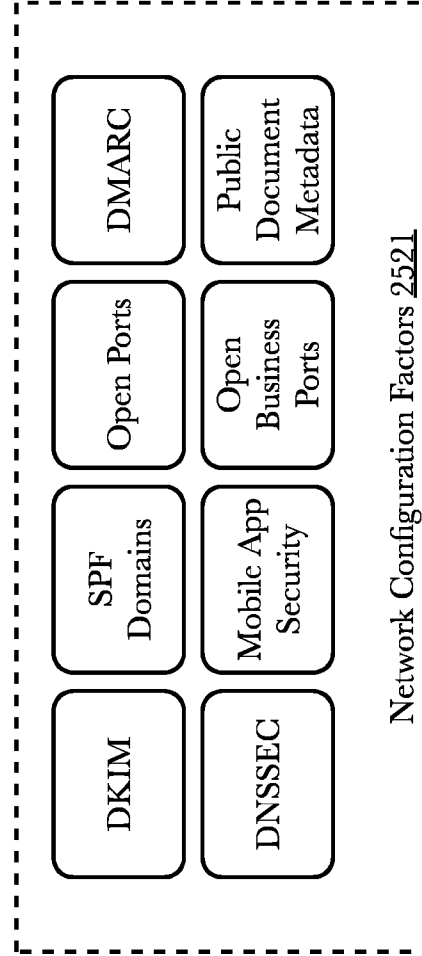 DKIM
SPF
Domains
Open Ports
DMARC
DNSSEC
Mobile App
Security
Open
Business
Ports
Public
Document
Metadata
Network Configuration Factors 2521